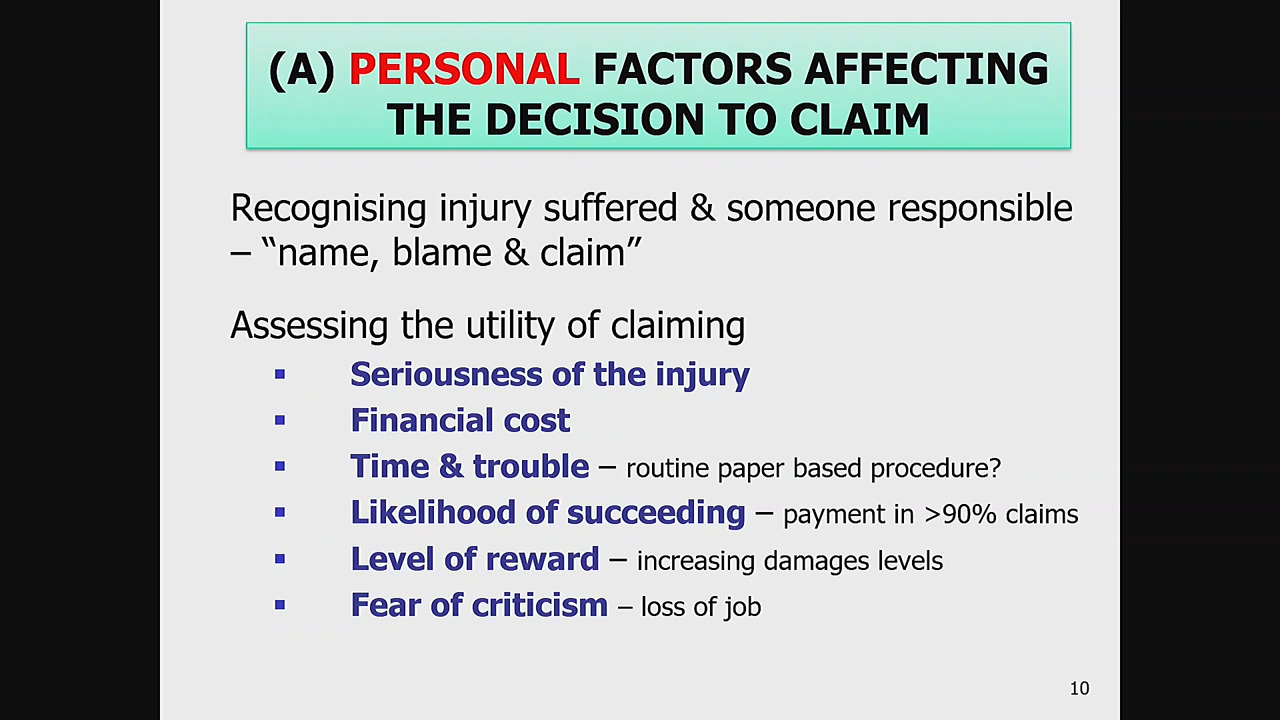 (A) PERSONAL FACTORS AFFECTING
THE DECISION TO CLAIM
Recognising injury suffered & someone responsible
– “name, blame & claim”
Assessing the utility of claiming
▪ Seriousness of the injury
▪ Financial cost
▪ Time & trouble – routine paper based procedure?
▪ Likelihood of succeeding – payment in >90% claims
▪ Level of reward – increasing damages levels
▪ Fear of criticism – loss of job
10